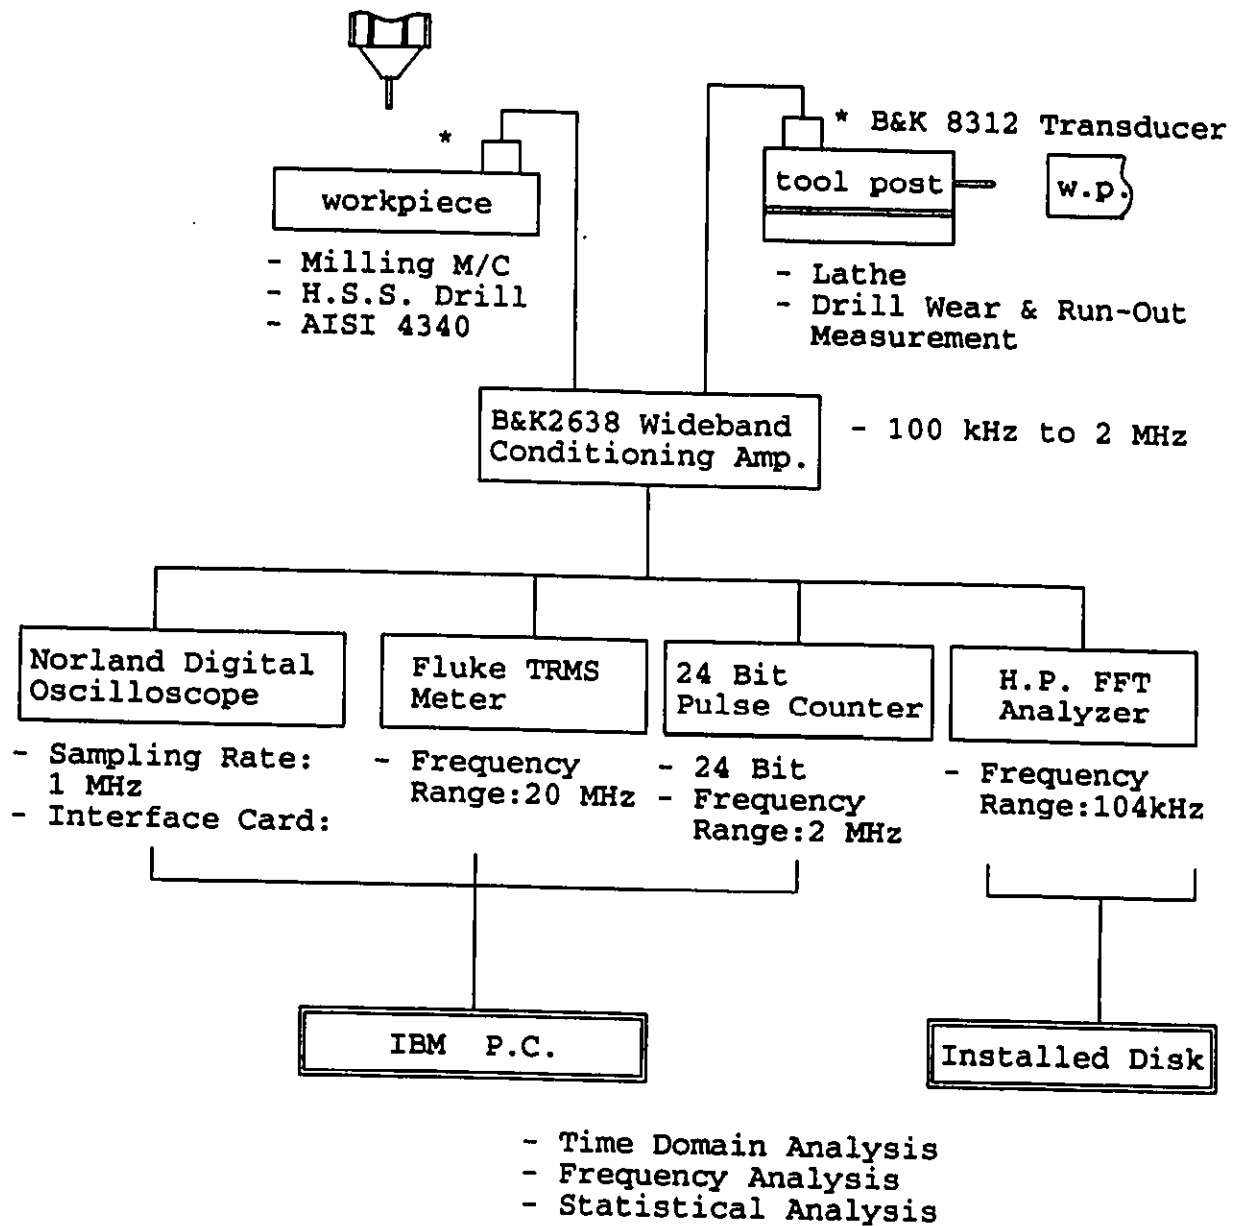 *
* B&K 8312 Transducer
workpiece
tool post
w.p.
- Milling M/C
- H.S.S. Drill
- AISI 4340
- Lathe
- Drill Wear & Run-Out
Measurement
B&K2638 Wideband
Conditioning Amp.
- 100 kHz to 2 MHz
Norland Digital
Oscilloscope
Fluke TRMS
Meter
24 Bit
Pulse Counter
H.P. FFT
Analyzer
- Sampling Rate:
1 MHz
- Interface Card:
- Frequency
Range:20 MHz
- 24 Bit
- Frequency
Range:2 MHz
- Frequency
Range:104kHz
IBM P.C.
Installed Disk
- Time Domain Analysis
- Frequency Analysis
- Statistical Analysis